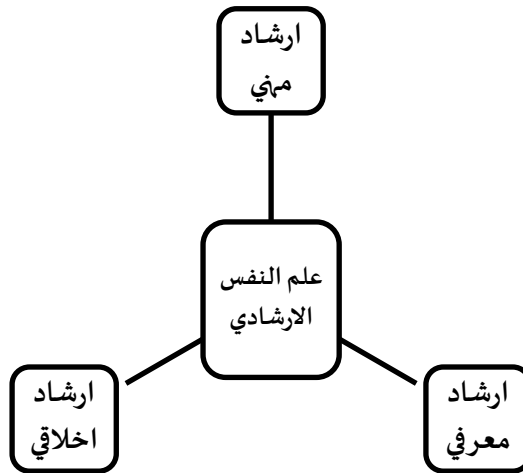 ارشاد
مهني
علم النفس
الارشادي
ارشاد
معرفي
ارشاد
اخلاقي